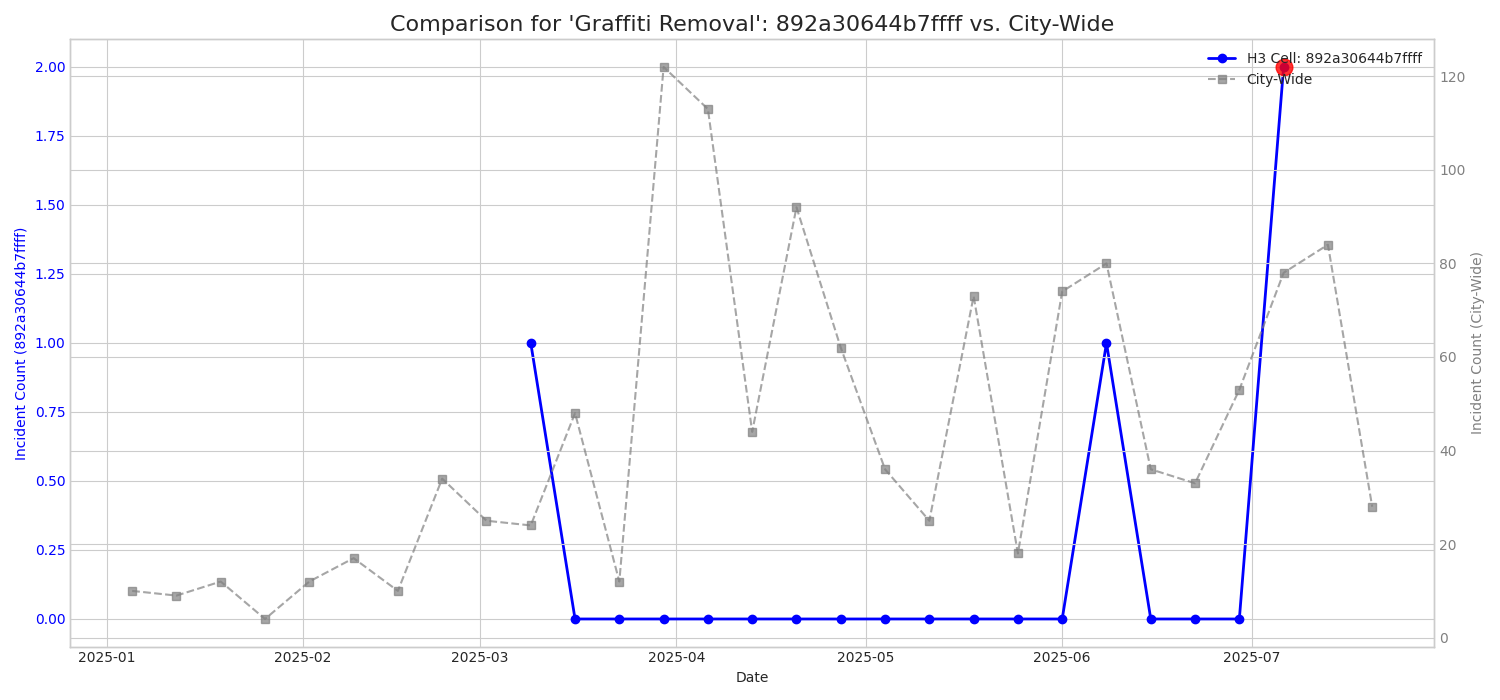 Comparison for 'Graffiti Removal': 892a30644b7ffff vs. City-Wide
H3 Cell: 892a30644b7ffff
City-Wide
2.00
1.75
1.50
1.25
1.00
0.75
0.50
0.25
0.00
Incident Count (892a30644b7ffff)
120
100
80
60
40
20
0
Incident Count (City-Wide)
2025-01 2025-02 2025-03 2025-04 2025-05 2025-06 2025-07
Date